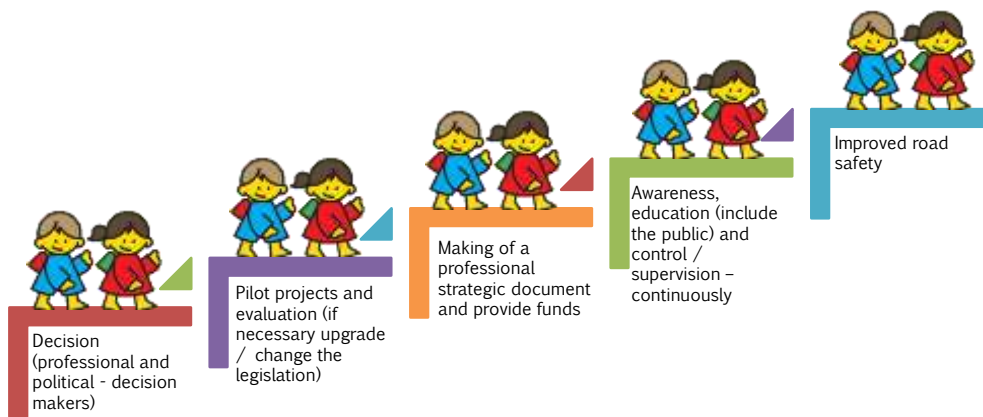 Decision
(professional and
political - decision
makers)
Pilot projects and
evaluation (if
necessary upgrade
/ change the
legislation)
Making of a
professional
strategic document
and provide funds
Awareness,
education (include
the public) and
control /
supervision –
continuously
Improved road
safety